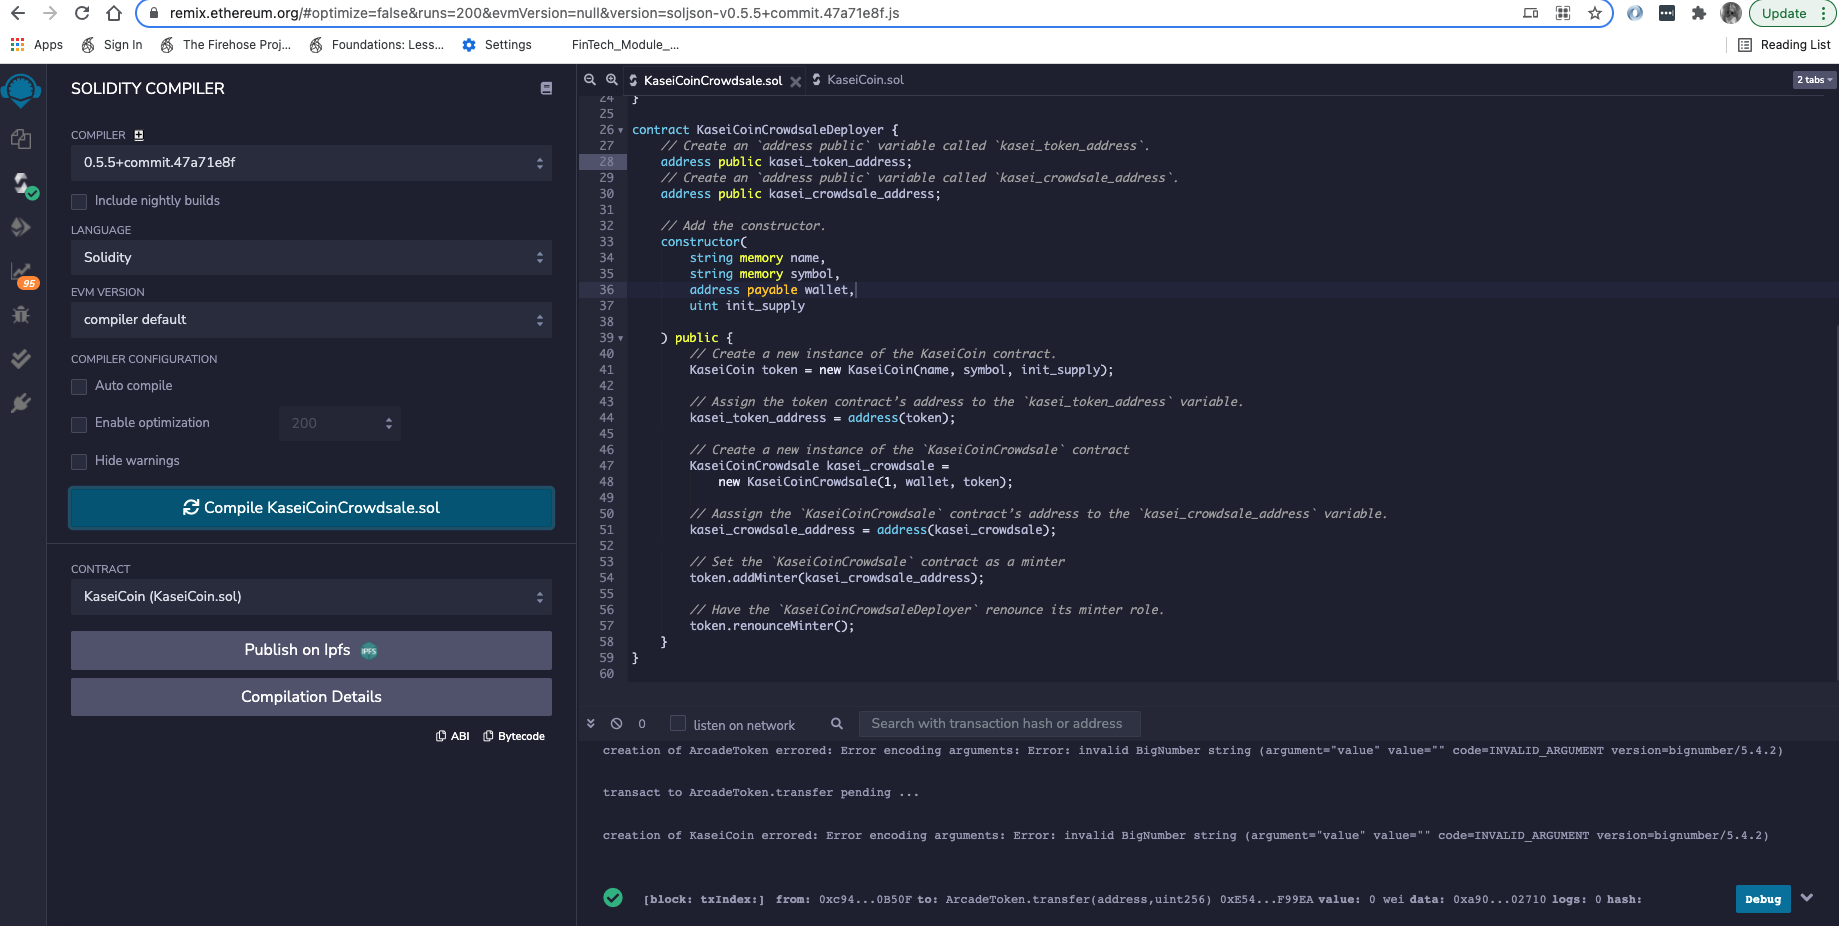 remix.ethereum.org/#optimize=false&runs=200&evmVersion=null&version=soljson-v0.5.5+commit.47a71e8f.js
Update
Apps Sign In The Firehose Proj... Foundations: Less... Settings FinTech_Module_... Reading List
SOLIDITY COMPILER
COMPILER
0.5.5+commit.47a71e8f
Include nightly builds
LANGUAGE
Solidity
EVM VERSION
compiler default
COMPILER CONFIGURATION
Auto compile
Enable optimization 200
Hide warnings
Compile KaseiCoinCrowdsale.sol
CONTRACT
KaseiCoin (KaseiCoin.sol)
Publish on Ipfs IPFS
Compilation Details
ABI Bytecode
95
KaseiCoinCrowdsale.sol KaseiCoin.sol 2 tabs
24 }
25
26 contract KaseiCoinCrowdsaleDeployer {
27 // Create an `address public` variable called `kasei_token_address`.
28 address public kasei_token_address;
29 // Create an `address public` variable called `kasei_crowdsale_address`.
30 address public kasei_crowdsale_address;
31
32 // Add the constructor.
33 constructor(
34 string memory name,
35 string memory symbol,
36 address payable wallet,
37 uint init_supply
38
39 ) public {
40 // Create a new instance of the KaseiCoin contract.
41 KaseiCoin token = new KaseiCoin(name, symbol, init_supply);
42
43 // Assign the token contract’s address to the `kasei_token_address` variable.
44 kasei_token_address = address(token);
45
46 // Create a new instance of the `KaseiCoinCrowdsale` contract
47 KaseiCoinCrowdsale kasei_crowdsale =
48 new KaseiCoinCrowdsale(1, wallet, token);
49
50 // Aassign the `KaseiCoinCrowdsale` contract’s address to the `kasei_crowdsale_address` variable.
51 kasei_crowdsale_address = address(kasei_crowdsale);
52
53 // Set the `KaseiCoinCrowdsale` contract as a minter
54 token.addMinter(kasei_crowdsale_address);
55
56 // Have the `KaseiCoinCrowdsaleDeployer` renounce its minter role.
57 token.renounceMinter();
58 }
59 }
60
0 listen on network Search with transaction hash or address
creation of ArcadeToken errored: Error encoding arguments: Error: invalid BigNumber string (argument="value" value="" code=INVALID_ARGUMENT version=bignumber/5.4.2)
transact to ArcadeToken.transfer pending ...
creation of KaseiCoin errored: Error encoding arguments: Error: invalid BigNumber string (argument="value" value="" code=INVALID_ARGUMENT version=bignumber/5.4.2)
[block: txIndex:] from: 0xc94...0B50F to: ArcadeToken.transfer(address,uint256) 0xE54...F99EA value: 0 wei data: 0xa90...02710 logs: 0 hash: Debug